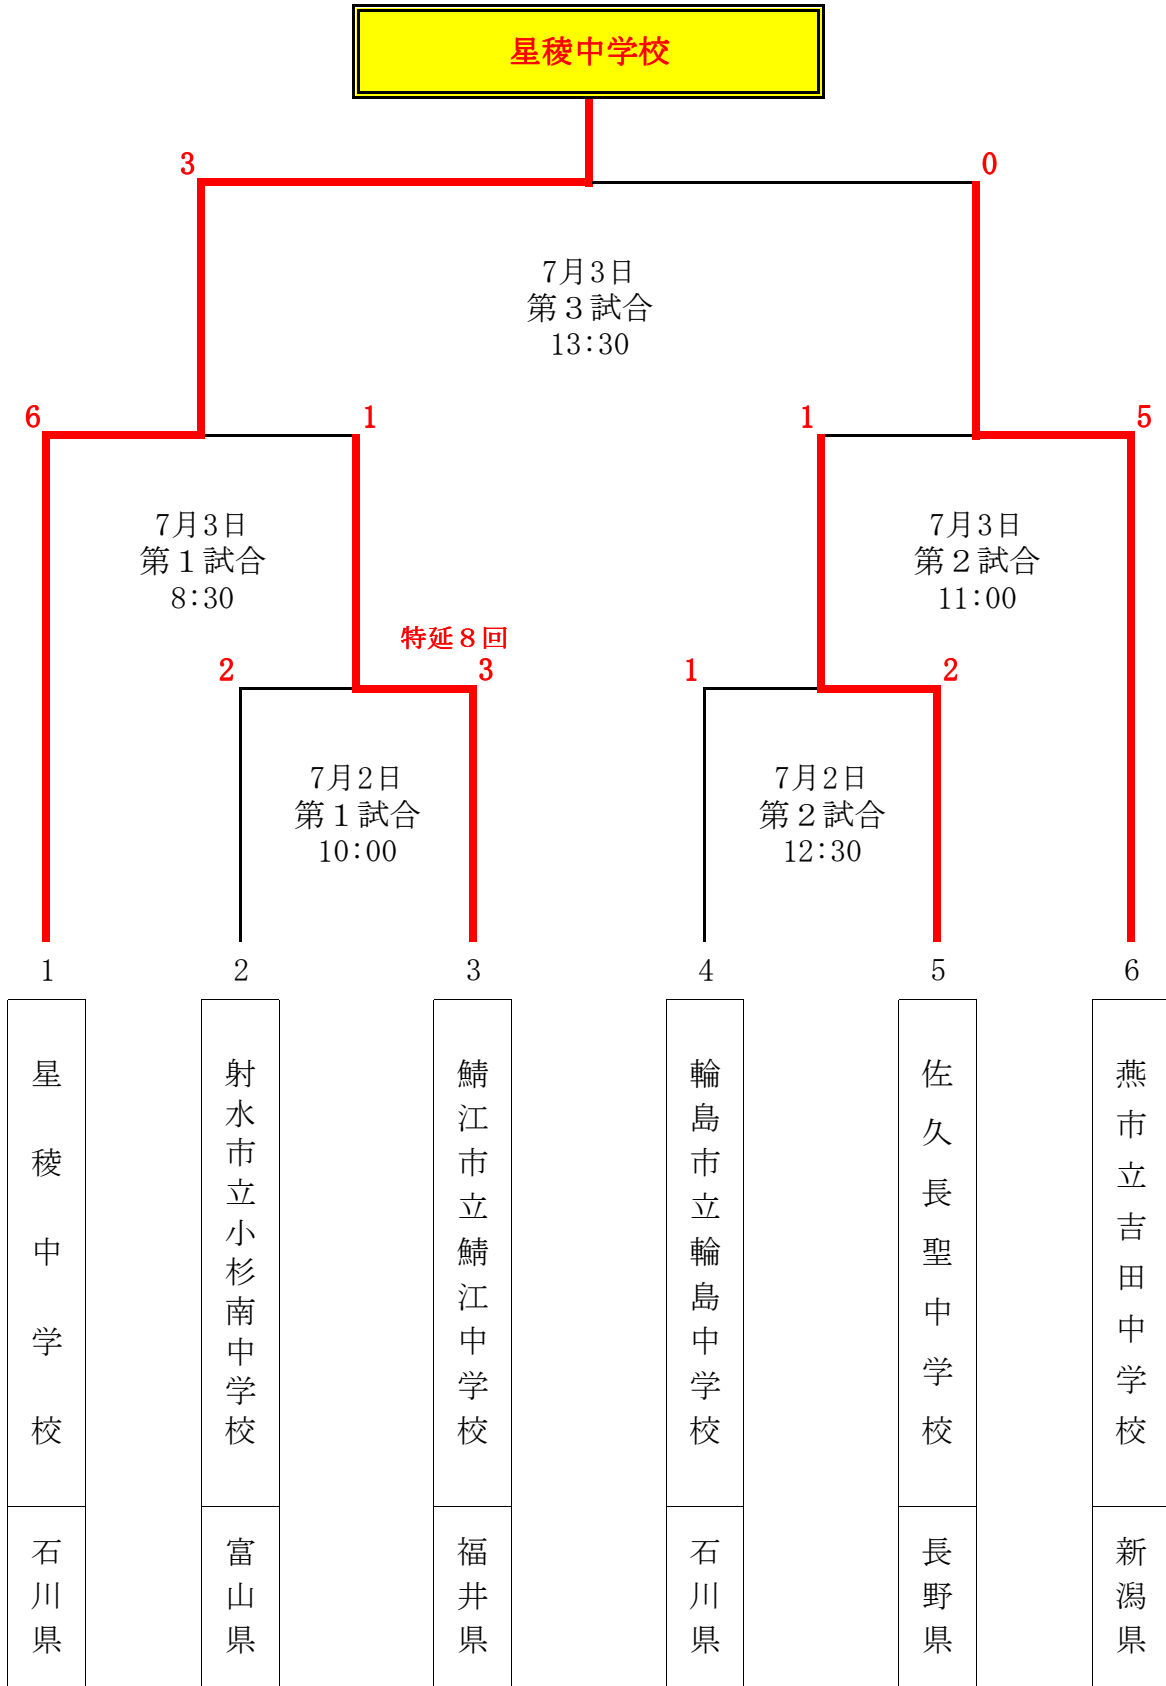 星稜中学校
3
0
7月3日
第３試合
13:30
6
1
1
5
7月3日
第１試合
8:30
7月3日
第２試合
11:00
特延８回
2
3
1
2
7月2日
第１試合
10:00
7月2日
第２試合
12:30
1
2
3
4
5
6
星稜中学校
射水市立小杉南中学校
鯖江市立鯖江中学校
輪島市立輪島中学校
佐久長聖中学校
燕市立吉田中学校
石川県
富山県
福井県
石川県
長野県
新潟県